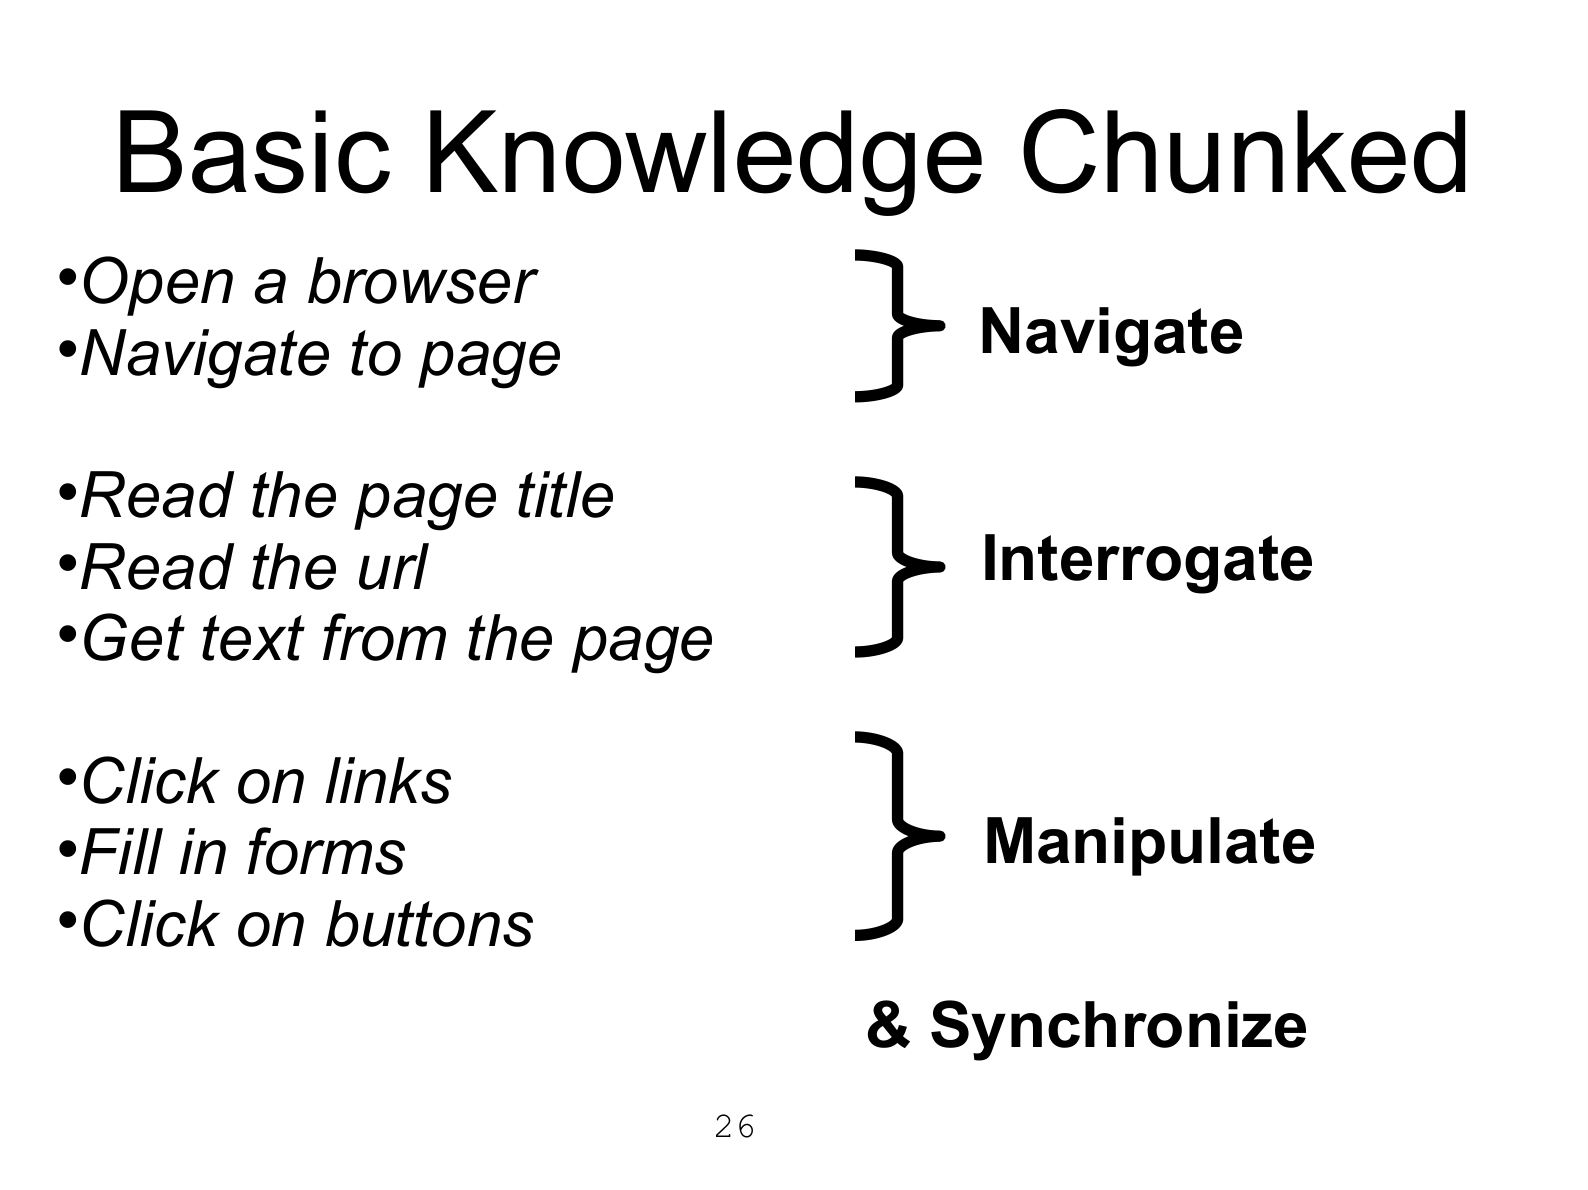 Basic Knowledge Chunked
•Open a browser
•Navigate to page
Navigate
•Read the page title
•Read the url
•Get text from the page
Interrogate
•Click on links
•Fill in forms
•Click on buttons
Manipulate
& Synchronize
26